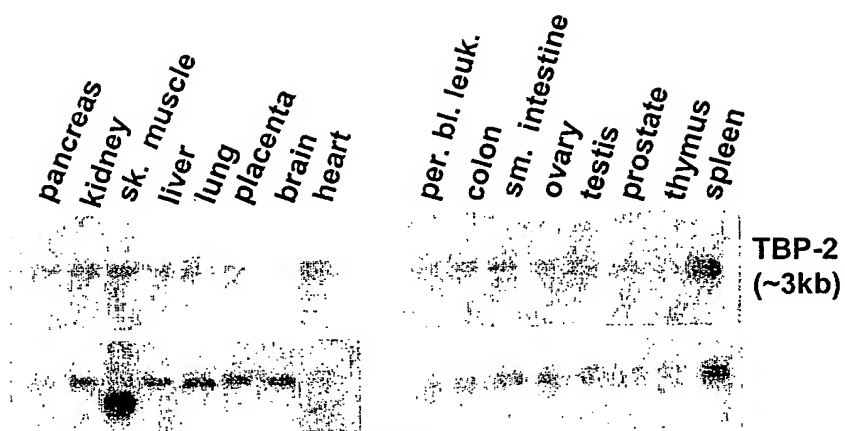 pancreas
kidney
sk. muscle
liver
lung
placenta
brain
heart
per. bl. leuk.
colon
sm. intestine
ovary
testis
prostate
thymus
spleen
TBP-2
(~3kb)